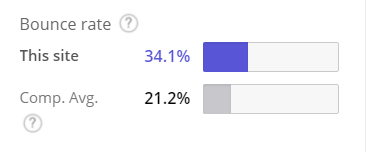 Bounce rate ?
This site 34.1%
Comp. Avg. 21.2%
?